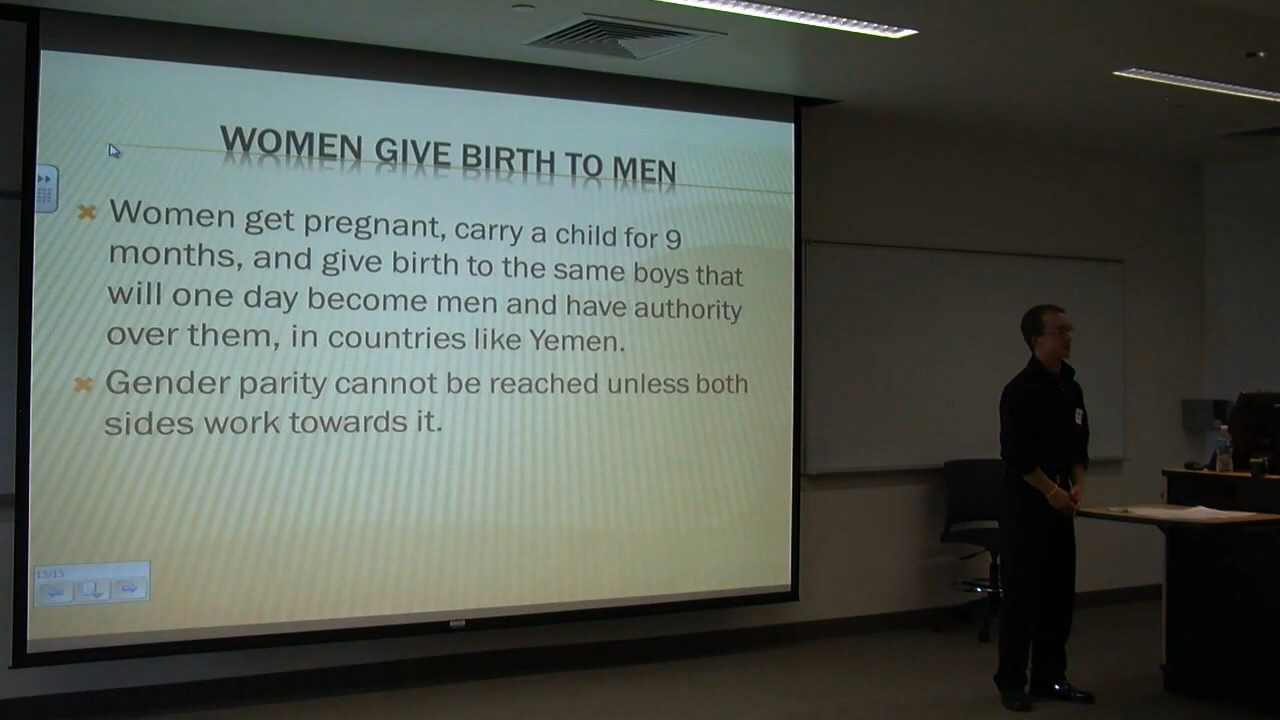 WOMEN GIVE BIRTH TO MEN
Women get pregnant, carry a child for 9
months, and give birth to the same boys that
will one day become men and have authority
over them, in countries like Yemen.
Gender parity cannot be reached unless both
sides work towards it.
15/15